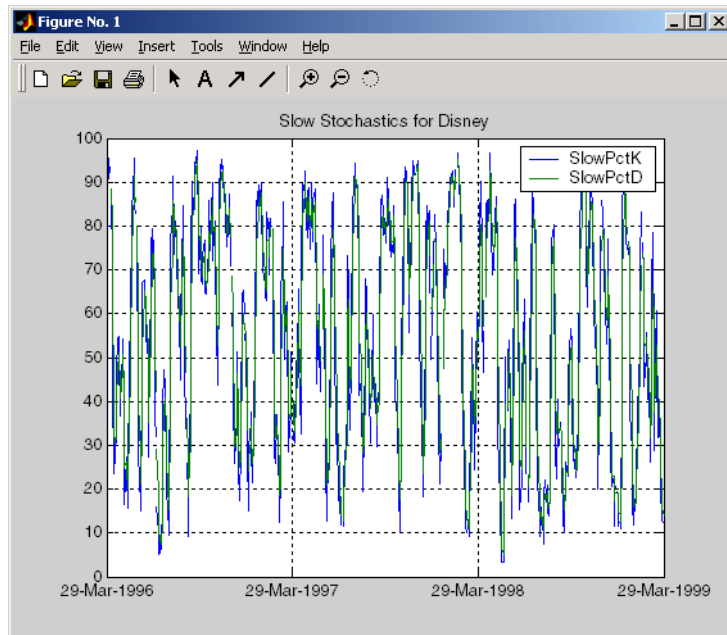 Figure No. 1
File Edit View Insert Tools Window Help
A
Slow Stochastics for Disney
SlowPctK
SlowPctD
100
90
80
70
60
50
40
30
20
10
0
29-Mar-1996 29-Mar-1997 29-Mar-1998 29-Mar-1999